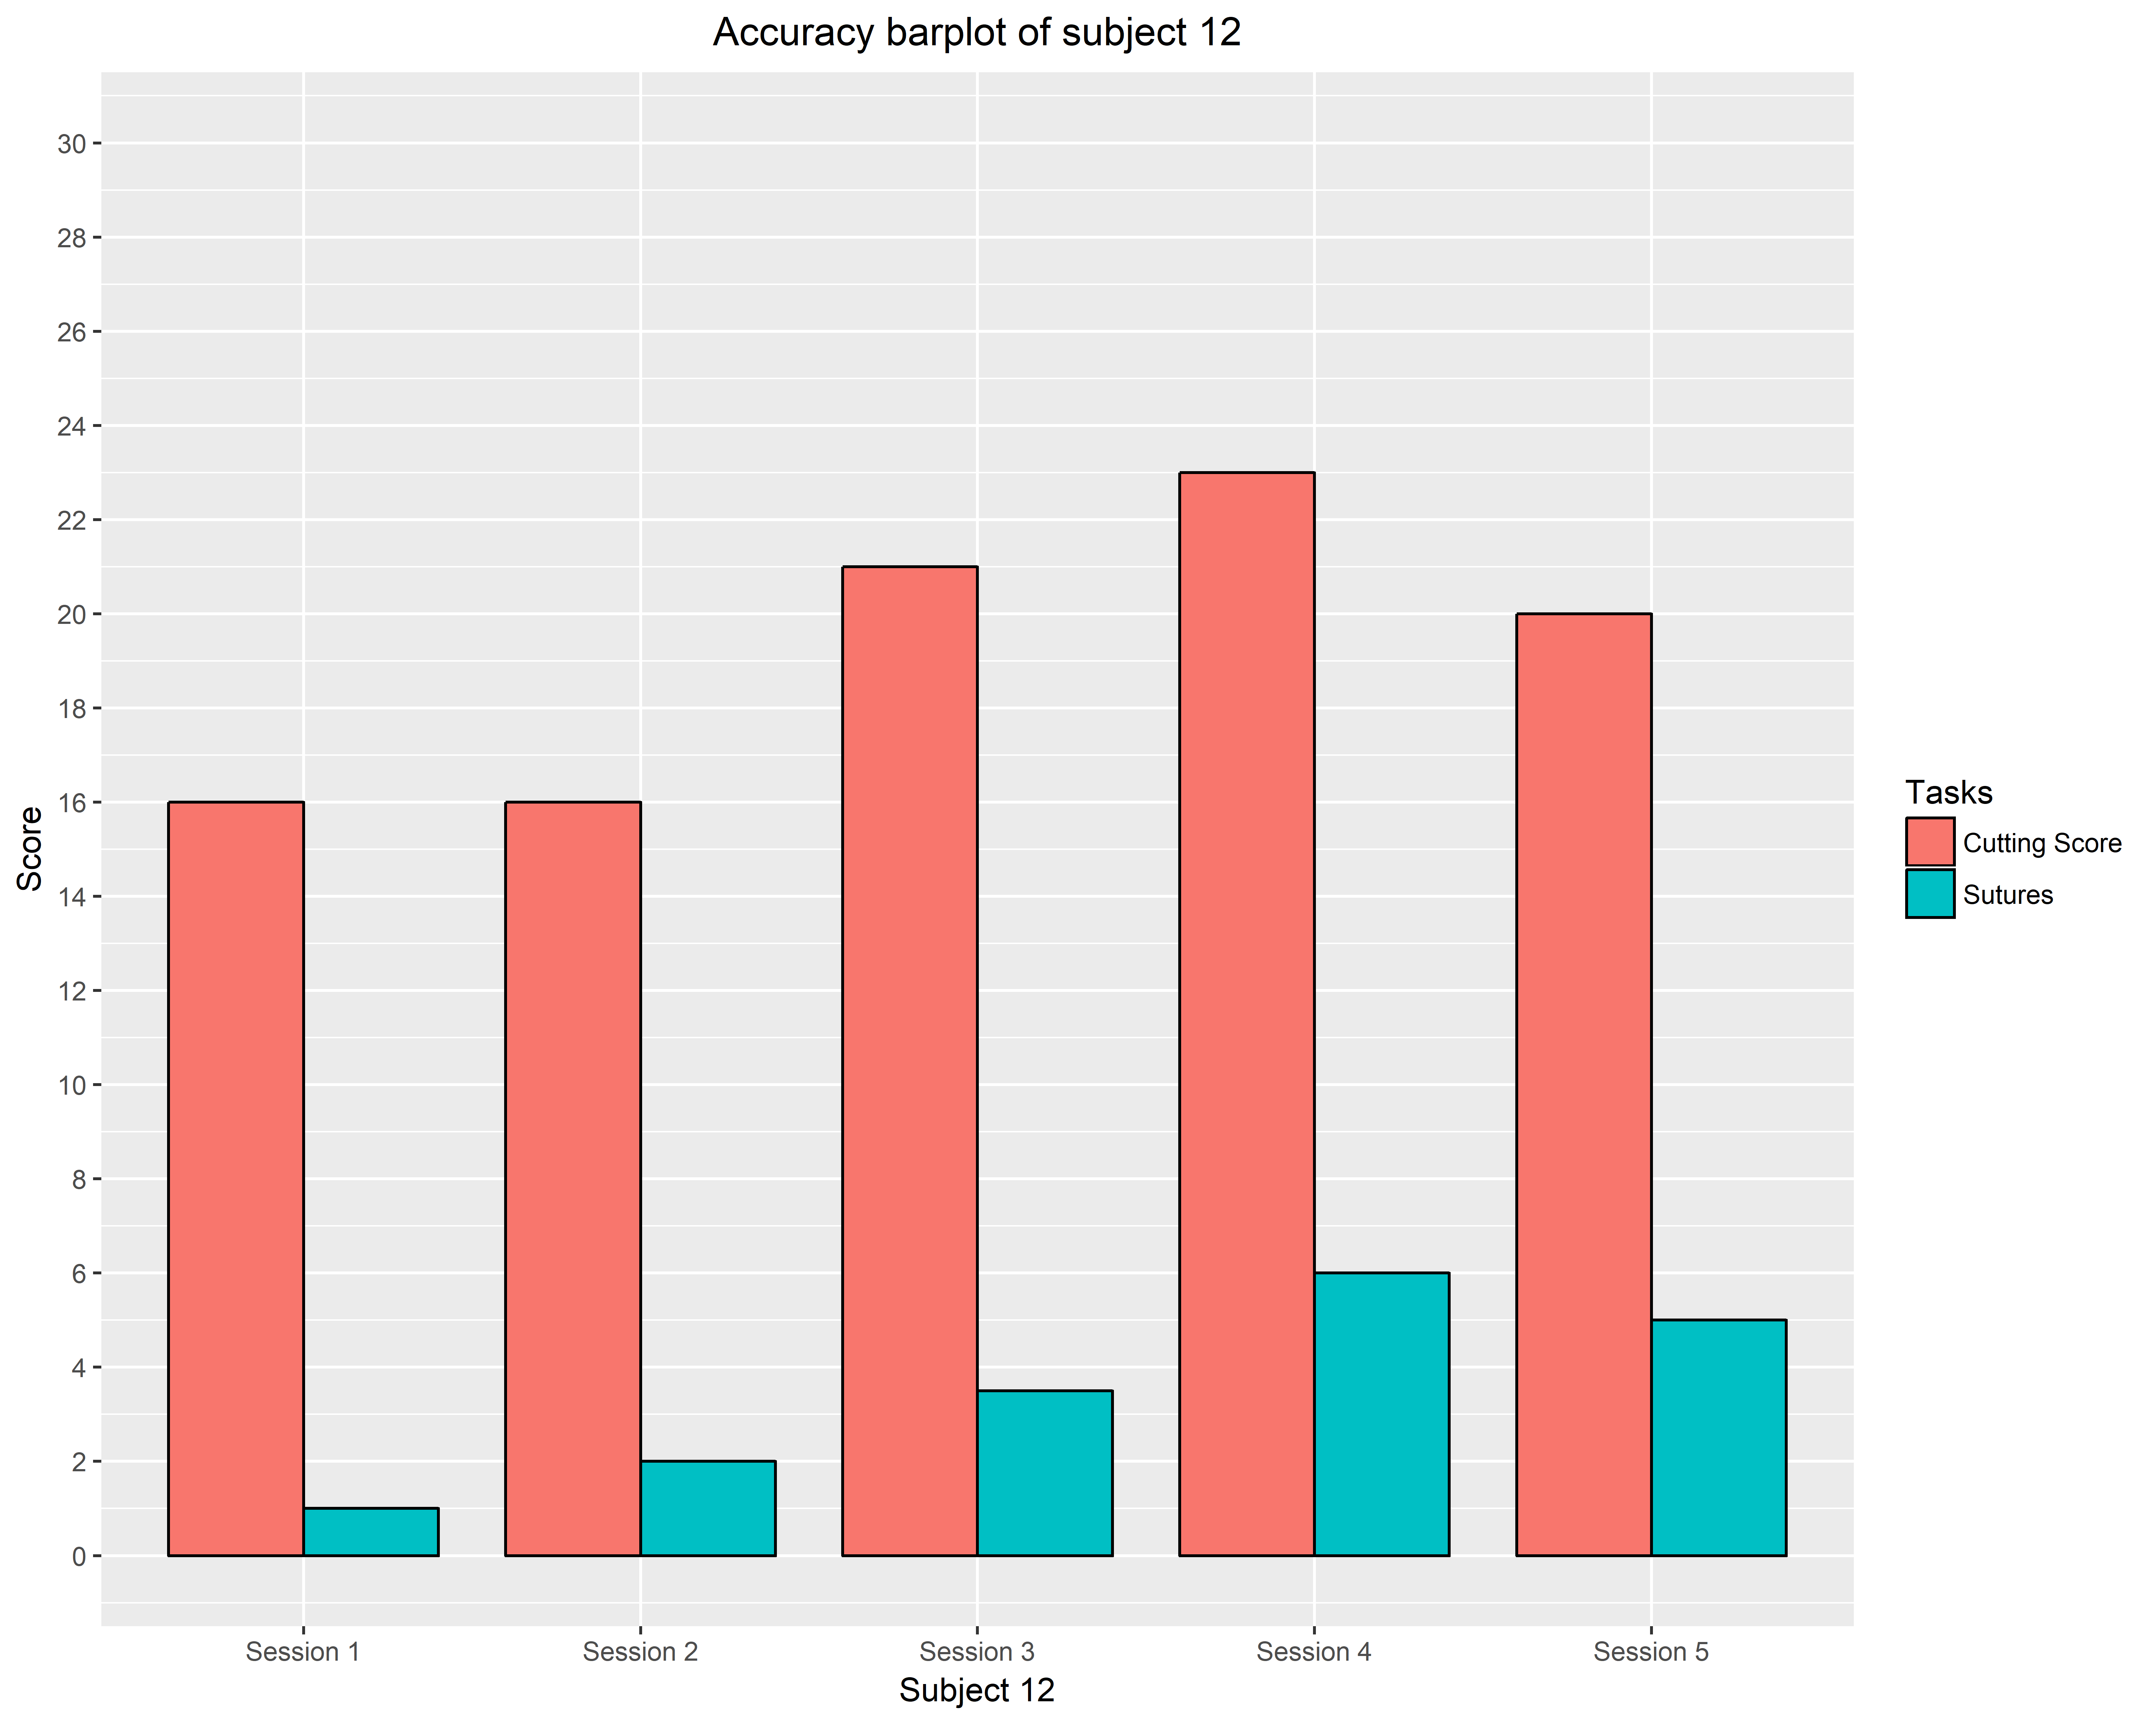 Accuracy barplot of subject 12
30
28
26
24
22
20
18
16
14
12
10
8
6
4
2
0
Score
Session 1
Session 2
Session 3
Session 4
Session 5
Subject 12
Tasks
Cutting Score
Sutures